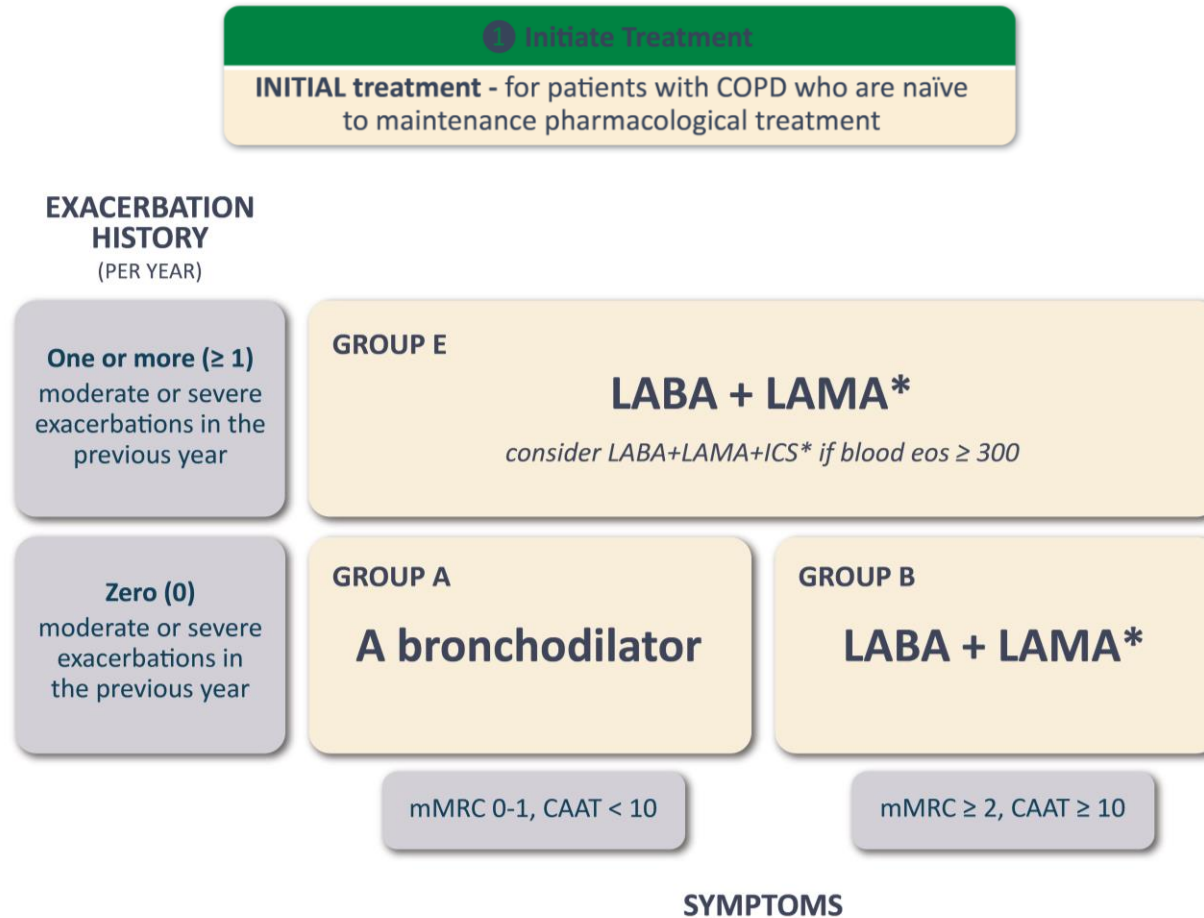 ❶ Initiate Treatment
INITIAL treatment - for patients with COPD who are naïve
to maintenance pharmacological treatment
EXACERBATION
HISTORY
(PER YEAR)
One or more (≥ 1)
moderate or severe
exacerbations in the
previous year
GROUP E
LABA + LAMA*
consider LABA+LAMA+ICS* if blood eos ≥ 300
Zero (0)
moderate or severe
exacerbations in
the previous year
GROUP A
A bronchodilator
GROUP B
LABA + LAMA*
mMRC 0-1, CAAT < 10
mMRC ≥ 2, CAAT ≥ 10
SYMPTOMS